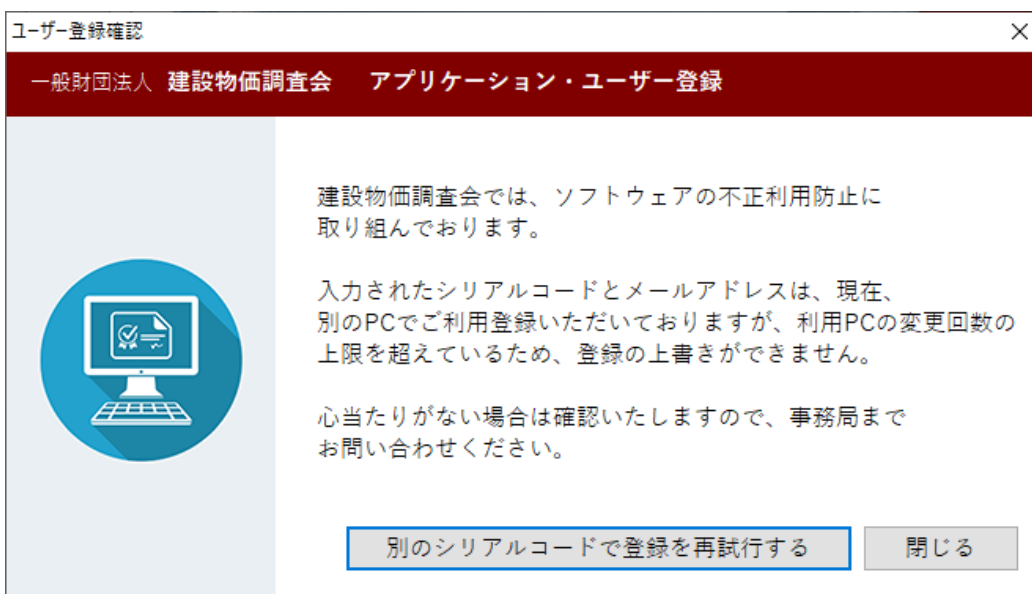 ユーザー登録確認
一般財団法人 建設物価調査会 アプリケーション・ユーザー登録
建設物価調査会では、ソフトウェアの不正利用防止に
取り組んでおります。
入力されたシリアルコードとメールアドレスは、現在、
別のPCでご利用登録いただいておりますが、利用PCの変更回数の
上限を超えているため、登録の上書きができません。
心当たりがない場合は確認いたしますので、事務局まで
お問い合わせください。
別のシリアルコードで登録を再試行する
閉じる